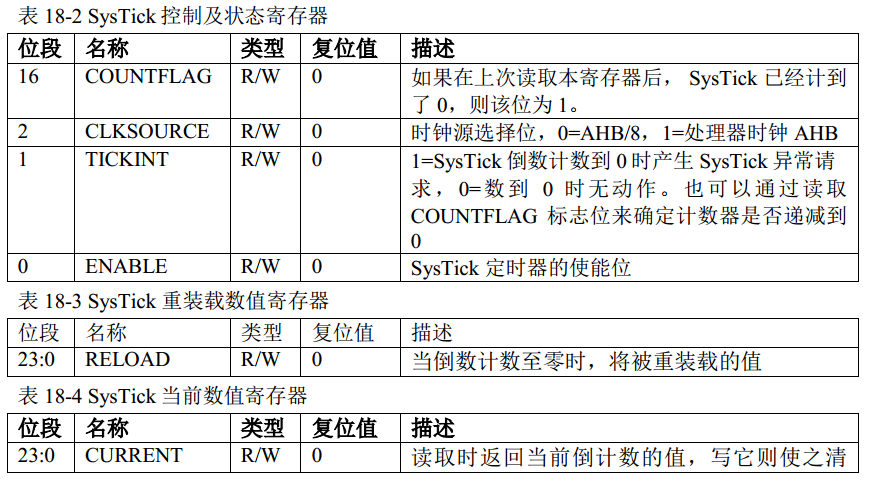 表 18-2 SysTick 控制及状态寄存器
位段 名称 类型 复位值 描述
16 COUNTFLAG R/W 0 如果在上次读取本寄存器后， SysTick 已经计到
了 0，则该位为 1。
2 CLKSOURCE R/W 0 时钟源选择位，0=AHB/8，1=处理器时钟 AHB
1 TICKINT R/W 0 1=SysTick 倒数计数到 0 时产生 SysTick 异常请
求，0=数到 0 时无动作。也可以通过读取
COUNTFLAG 标志位来确定计数器是否递减到
0
0 ENABLE R/W 0 SysTick 定时器的使能位
表 18-3 SysTick 重装载数值寄存器
位段 名称 类型 复位值 描述
23:0 RELOAD R/W 0 当倒数计数至零时，将被重装载的值
表 18-4 SysTick 当前数值寄存器
位段 名称 类型 复位值 描述
23:0 CURRENT R/W 0 读取时返回当前倒计数的值，写它则使之清